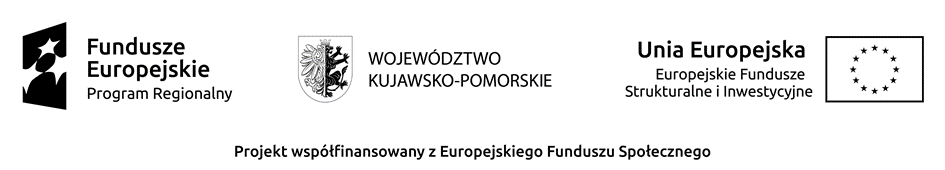 Fundusze
Europejskie
Program Regionalny
WOJEWÓDZTWO
KUJAWSKO-POMORSKIE
Unia Europejska
Europejskie Fundusze
Strukturalne i Inwestycyjne
Projekt współfinansowany z Europejskiego Funduszu Społecznego